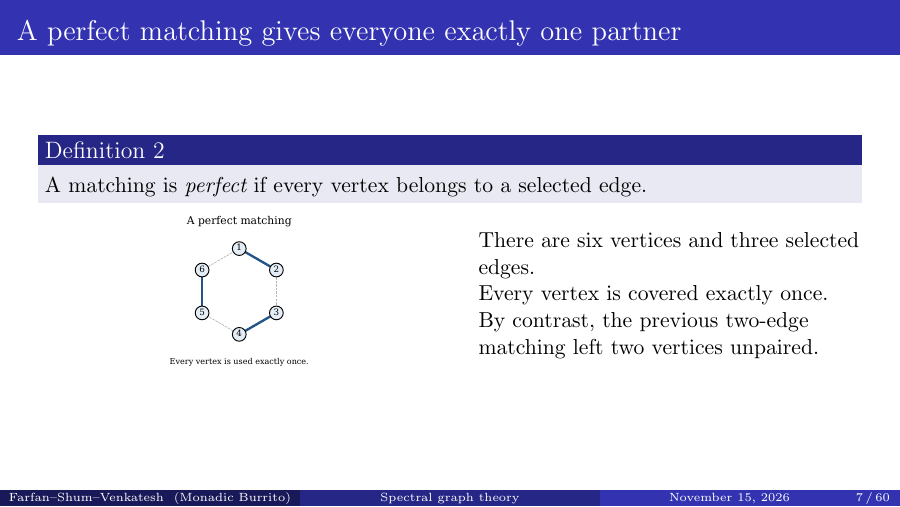 A perfect matching gives everyone exactly one partner
Definition 2
A matching is perfect if every vertex belongs to a selected edge.
A perfect matching
1
6
2
5
3
4
Every vertex is used exactly once.
There are six vertices and three selected
edges.
Every vertex is covered exactly once.
By contrast, the previous two-edge
matching left two vertices unpaired.
Farfan–Shum–Venkatesh (Monadic Burrito)
Spectral graph theory
November 15, 2026
7 / 60